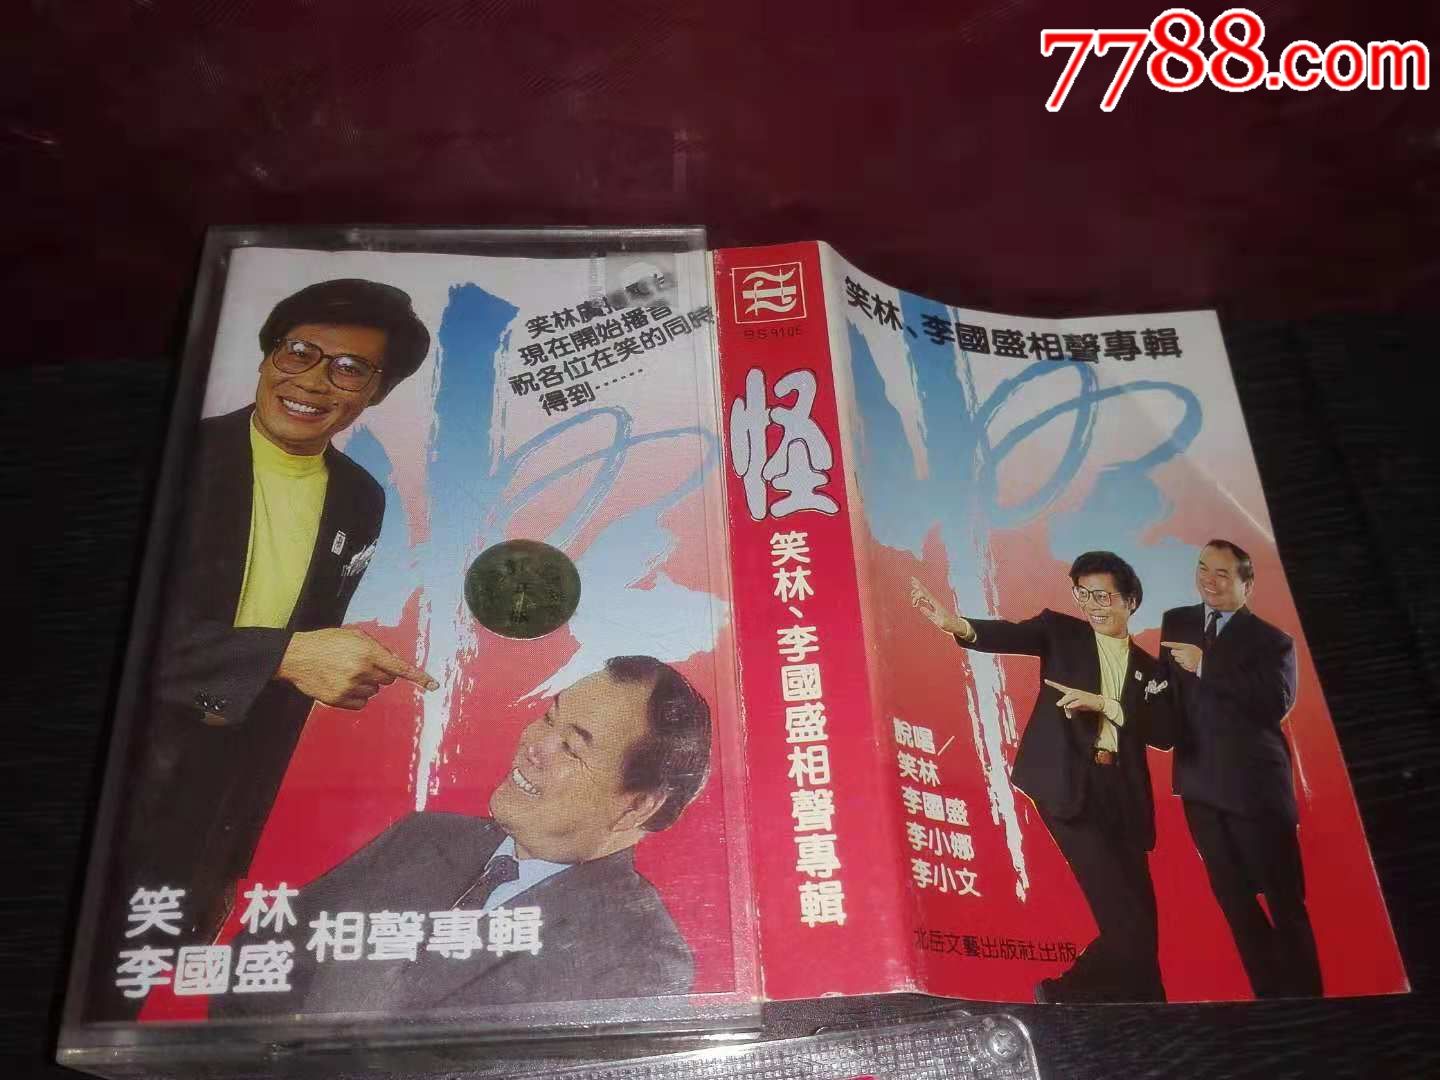 7788.com
笑林廣
現在開始播音
祝各位在笑的同時
得到……
笑林
李國盛
相聲專輯
怪
笑林、李國盛相聲專輯
笑林、李國盛相聲專輯
說唱/
笑林
李國盛
李小娜
李小文
北岳文藝出版社出版